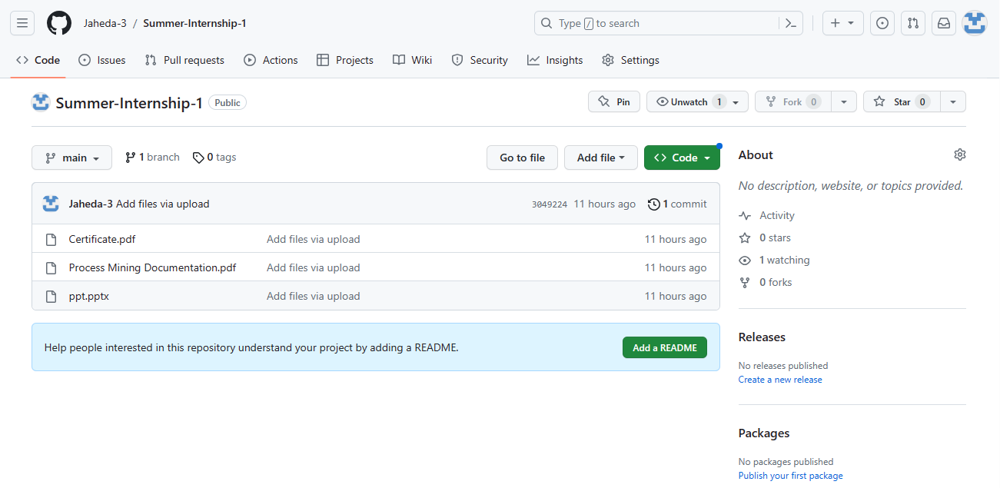 Jaheda-3 / Summer-Internship-1
Type / to search
Code Issues Pull requests Actions Projects Wiki Security Insights Settings
Summer-Internship-1 Public
Pin Unwatch 1 Fork 0 Star 0
main 1 branch 0 tags Go to file Add file Code
Jaheda-3 Add files via upload 3049224 11 hours ago 1 commit
Certificate.pdf Add files via upload 11 hours ago
Process Mining Documentation.pdf Add files via upload 11 hours ago
ppt.pptx Add files via upload 11 hours ago
Help people interested in this repository understand your project by adding a README. Add a README
About
No description, website, or topics provided.
Activity
0 stars
1 watching
0 forks
Releases
No releases published
Create a new release
Packages
No packages published
Publish your first package